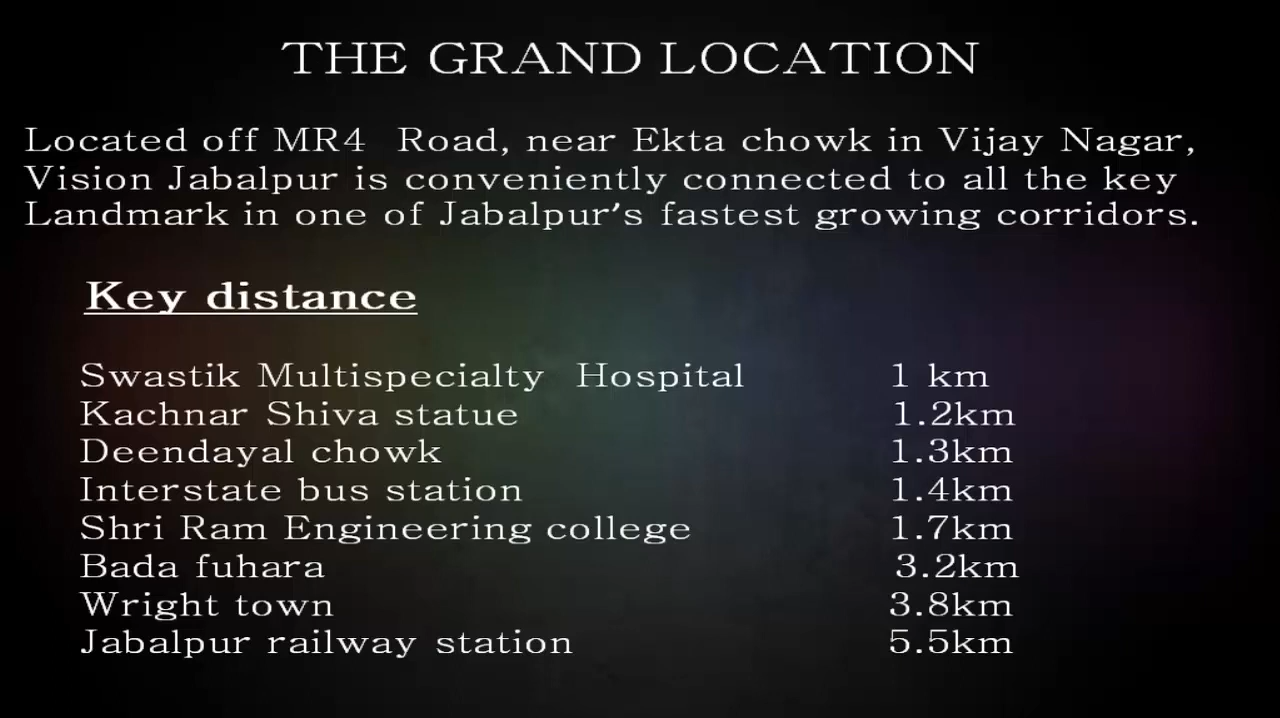 THE GRAND LOCATION
Located off MR4 Road, near Ekta chowk in Vijay Nagar,
Vision Jabalpur is conveniently connected to all the key
Landmark in one of Jabalpur's fastest growing corridors.
Key distance
Swastik Multispecialty Hospital 1 km
Kachnar Shiva statue 1.2km
Deendayal chowk 1.3km
Interstate bus station 1.4km
Shri Ram Engineering college 1.7km
Bada fuhara 3.2km
Wright town 3.8km
Jabalpur railway station 5.5km